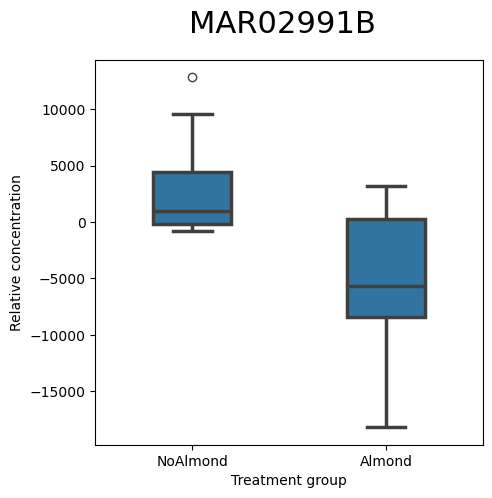 MAR02991B
Relative concentration
10000
5000
0
−5000
−10000
−15000
NoAlmond
Almond
Treatment group